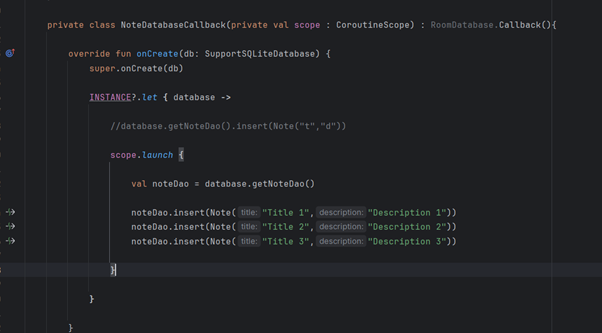 private class NoteDatabaseCallback(private val scope : CoroutineScope) : RoomDatabase.Callback(){
override fun onCreate(db: SupportSQLiteDatabase) {
super.onCreate(db)
INSTANCE?.let { database ->
//database.getNoteDao().insert(Note("t","d"))
scope.launch {
val noteDao = database.getNoteDao()
noteDao.insert(Note( title: "Title 1", description: "Description 1"))
noteDao.insert(Note( title: "Title 2", description: "Description 2"))
noteDao.insert(Note( title: "Title 3", description: "Description 3"))
}
}
}